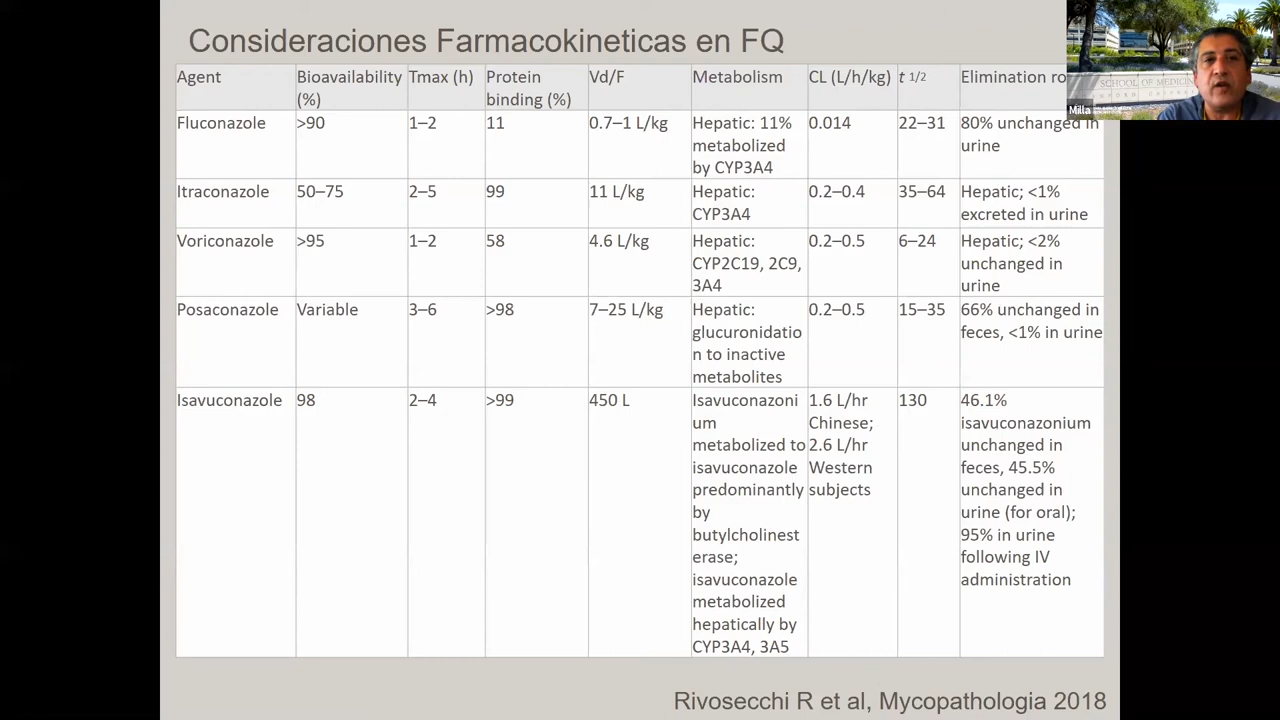 Consideraciones Farmacokineticas en FQ
Agent
Bioavailability
(%)
Tmax (h)
Protein
binding (%)
Vd/F
Metabolism
CL (L/h/kg)
t 1/2
Elimination
SCHOOL OF MEDICINE
Milla
Fluconazole
>90
1–2
11
0.7–1 L/kg
Hepatic: 11%
metabolized
by CYP3A4
0.014
22–31
80% unchanged in
urine
Itraconazole
50–75
2–5
99
11 L/kg
Hepatic:
CYP3A4
0.2–0.4
35–64
Hepatic; <1%
excreted in urine
Voriconazole
>95
1–2
58
4.6 L/kg
Hepatic:
CYP2C19, 2C9,
3A4
0.2–0.5
6–24
Hepatic; <2%
unchanged in
urine
Posaconazole
Variable
3–6
>98
7–25 L/kg
Hepatic:
glucuronidatio
n to inactive
metabolites
0.2–0.5
15–35
66% unchanged in
feces, <1% in urine
Isavuconazole
98
2–4
>99
450 L
Isavuconazoni
um
metabolized to
isavuconazole
predominantly
by
butylcholinest
erase;
isavuconazole
metabolized
hepatically by
CYP3A4, 3A5
1.6 L/hr
Chinese;
2.6 L/hr
Western
subjects
130
46.1%
isavuconazonium
unchanged in
feces, 45.5%
unchanged in
urine (for oral);
95% in urine
following IV
administration
Rivosecchi R et al, Mycopathologia 2018